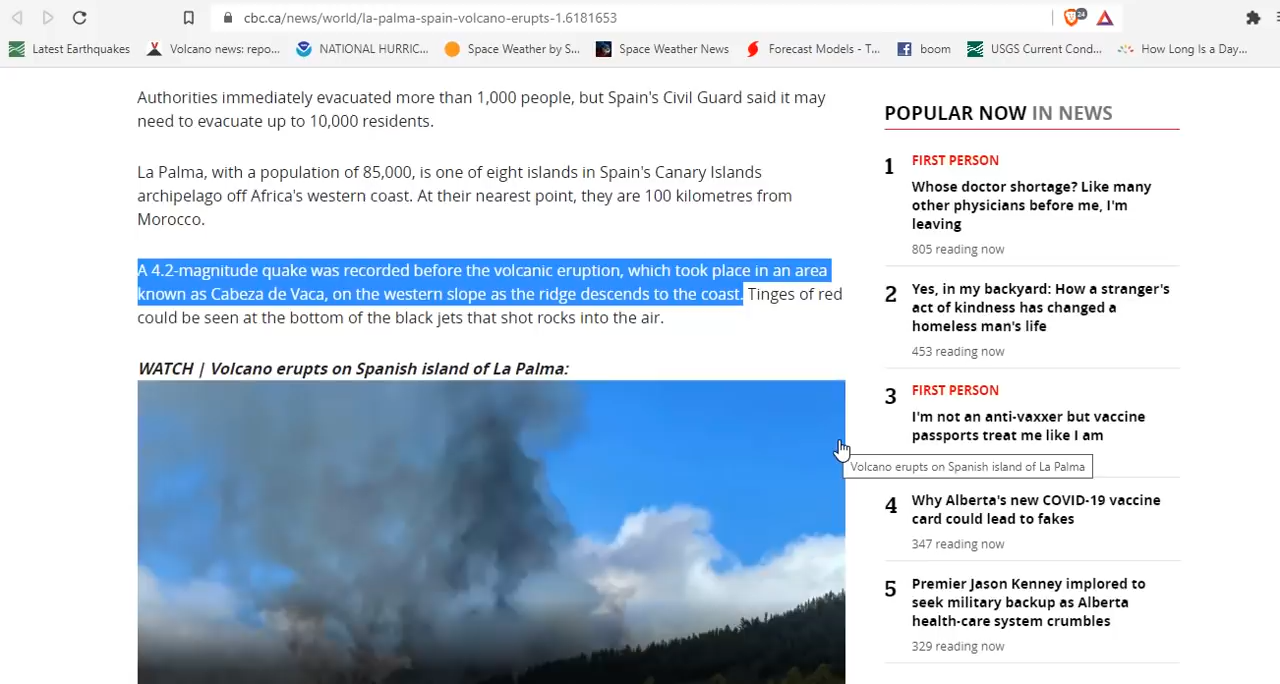 cbc.ca/news/world/la-palma-spain-volcano-erupts-1.6181653
24
Latest Earthquakes
Volcano news: repo...
NATIONAL HURRIC...
Space Weather by S...
Space Weather News
Forecast Models - T...
boom
USGS Current Cond...
How Long Is a Day...
Authorities immediately evacuated more than 1,000 people, but Spain's Civil Guard said it may
need to evacuate up to 10,000 residents.
La Palma, with a population of 85,000, is one of eight islands in Spain's Canary Islands
archipelago off Africa's western coast. At their nearest point, they are 100 kilometres from
Morocco.
A 4.2-magnitude quake was recorded before the volcanic eruption, which took place in an area
known as Cabeza de Vaca, on the western slope as the ridge descends to the coast. Tinges of red
could be seen at the bottom of the black jets that shot rocks into the air.
WATCH | Volcano erupts on Spanish island of La Palma:
Volcano erupts on Spanish island of La Palma
POPULAR NOW IN NEWS
1
FIRST PERSON
Whose doctor shortage? Like many
other physicians before me, I'm
leaving
805 reading now
2
Yes, in my backyard: How a stranger's
act of kindness has changed a
homeless man's life
453 reading now
3
FIRST PERSON
I'm not an anti-vaxxer but vaccine
passports treat me like I am
4
Why Alberta's new COVID-19 vaccine
card could lead to fakes
347 reading now
5
Premier Jason Kenney implored to
seek military backup as Alberta
health-care system crumbles
329 reading now